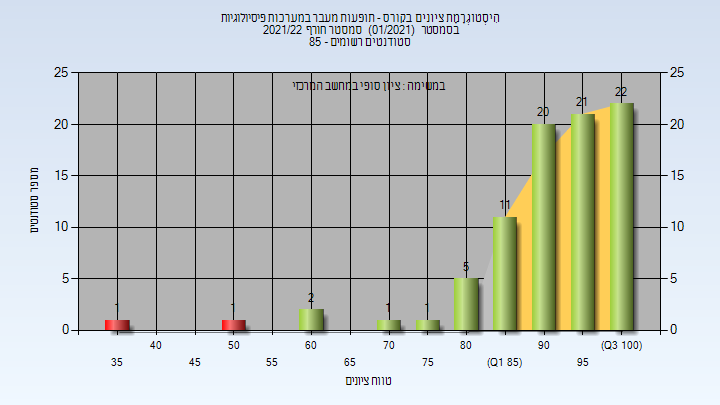 הִיסְטוֹגְרָמַת ציונים בקורס - תופעות מעבר במערכות פיסיולוגיות
בסמסטר (01/2021) סמסטר חורף 2021/22
סטודנטים רשומים - 85
במשימה : ציון סופי במחשב המרכזי
25 25
20 20
15 15
10 10
5 5
0 0
מספר סטודנטים
1 1 2 1 1 5 11 20 21 22
40 50 60 70 80 90 (Q3 100)
35 45 55 65 75 (Q1 85) 95
טווח ציונים